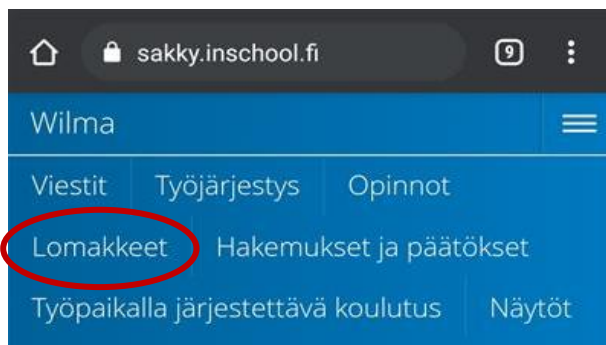 sakky.inschool.fi 9
Wilma
Viestit Työjärjestys Opinnot
Lomakkeet Hakemukset ja päätökset
Työpaikalla järjestettävä koulutus Näytöt